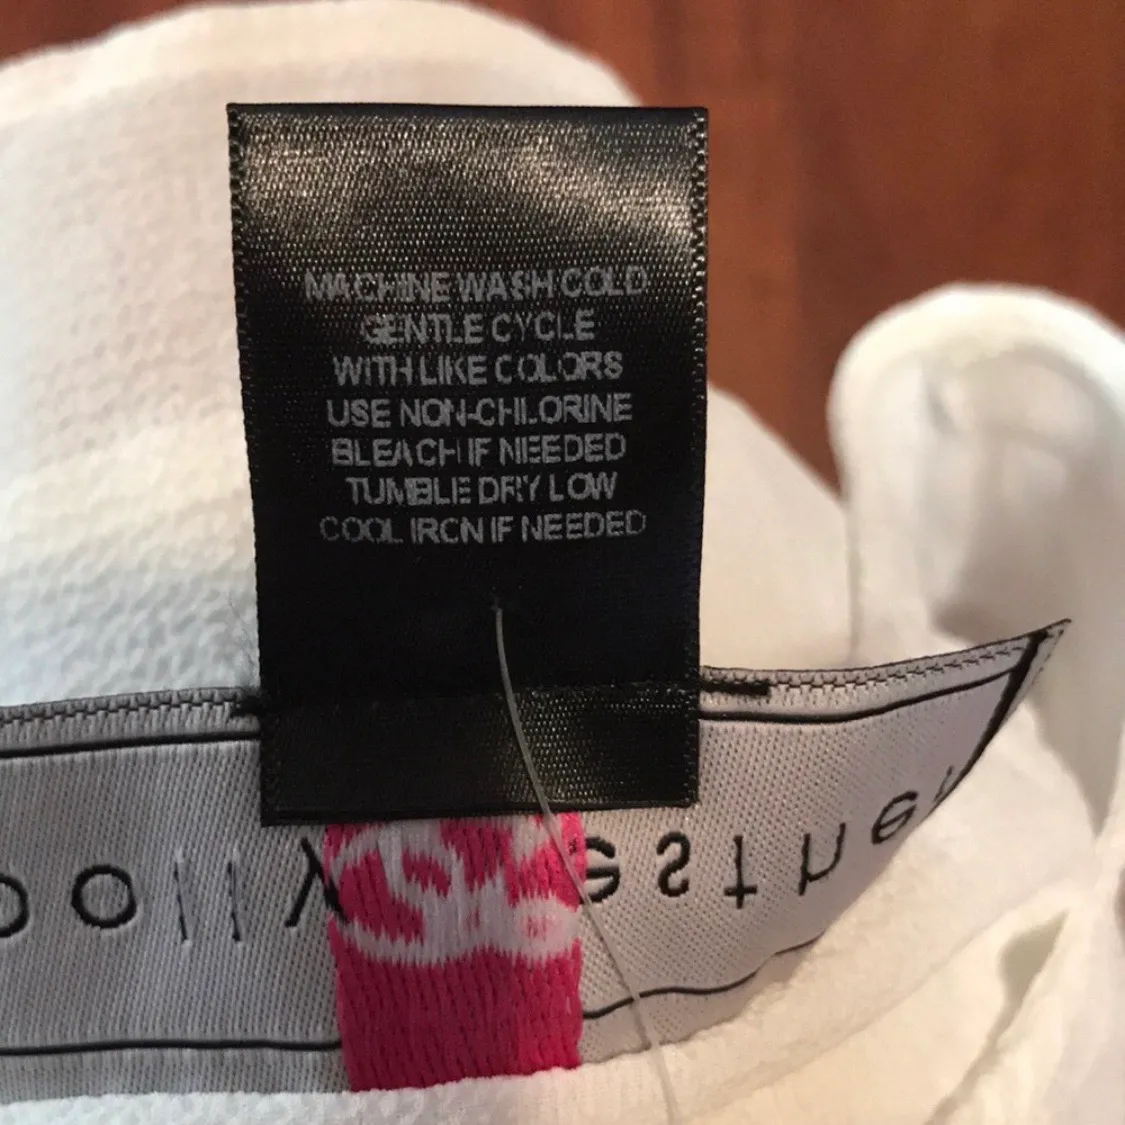 MACHINE WASH COLD
GENTLE CYCLE
WITH LIKE COLORS
USE NON-CHLORINE
BLEACH IF NEEDED
TUMBLE DRY LOW
COOL IRON IF NEEDED